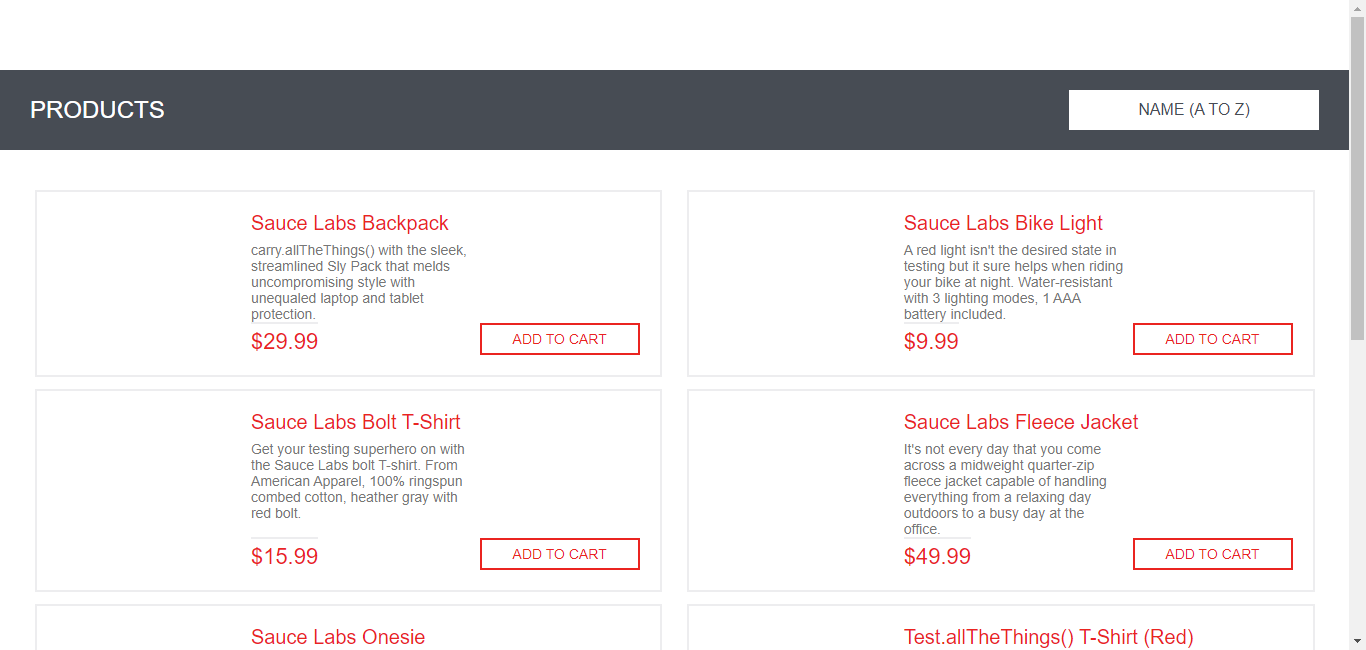 PRODUCTS
NAME (A TO Z)
Sauce Labs Backpack
carry.allTheThings() with the sleek,
streamlined Sly Pack that melds
uncompromising style with
unequaled laptop and tablet
protection.
$29.99
ADD TO CART
Sauce Labs Bike Light
A red light isn't the desired state in
testing but it sure helps when riding
your bike at night. Water-resistant
with 3 lighting modes, 1 AAA
battery included.
$9.99
ADD TO CART
Sauce Labs Bolt T-Shirt
Get your testing superhero on with
the Sauce Labs bolt T-shirt. From
American Apparel, 100% ringspun
combed cotton, heather gray with
red bolt.
$15.99
ADD TO CART
Sauce Labs Fleece Jacket
It's not every day that you come
across a midweight quarter-zip
fleece jacket capable of handling
everything from a relaxing day
outdoors to a busy day at the
office.
$49.99
ADD TO CART
Sauce Labs Onesie
Test.allTheThings() T-Shirt (Red)